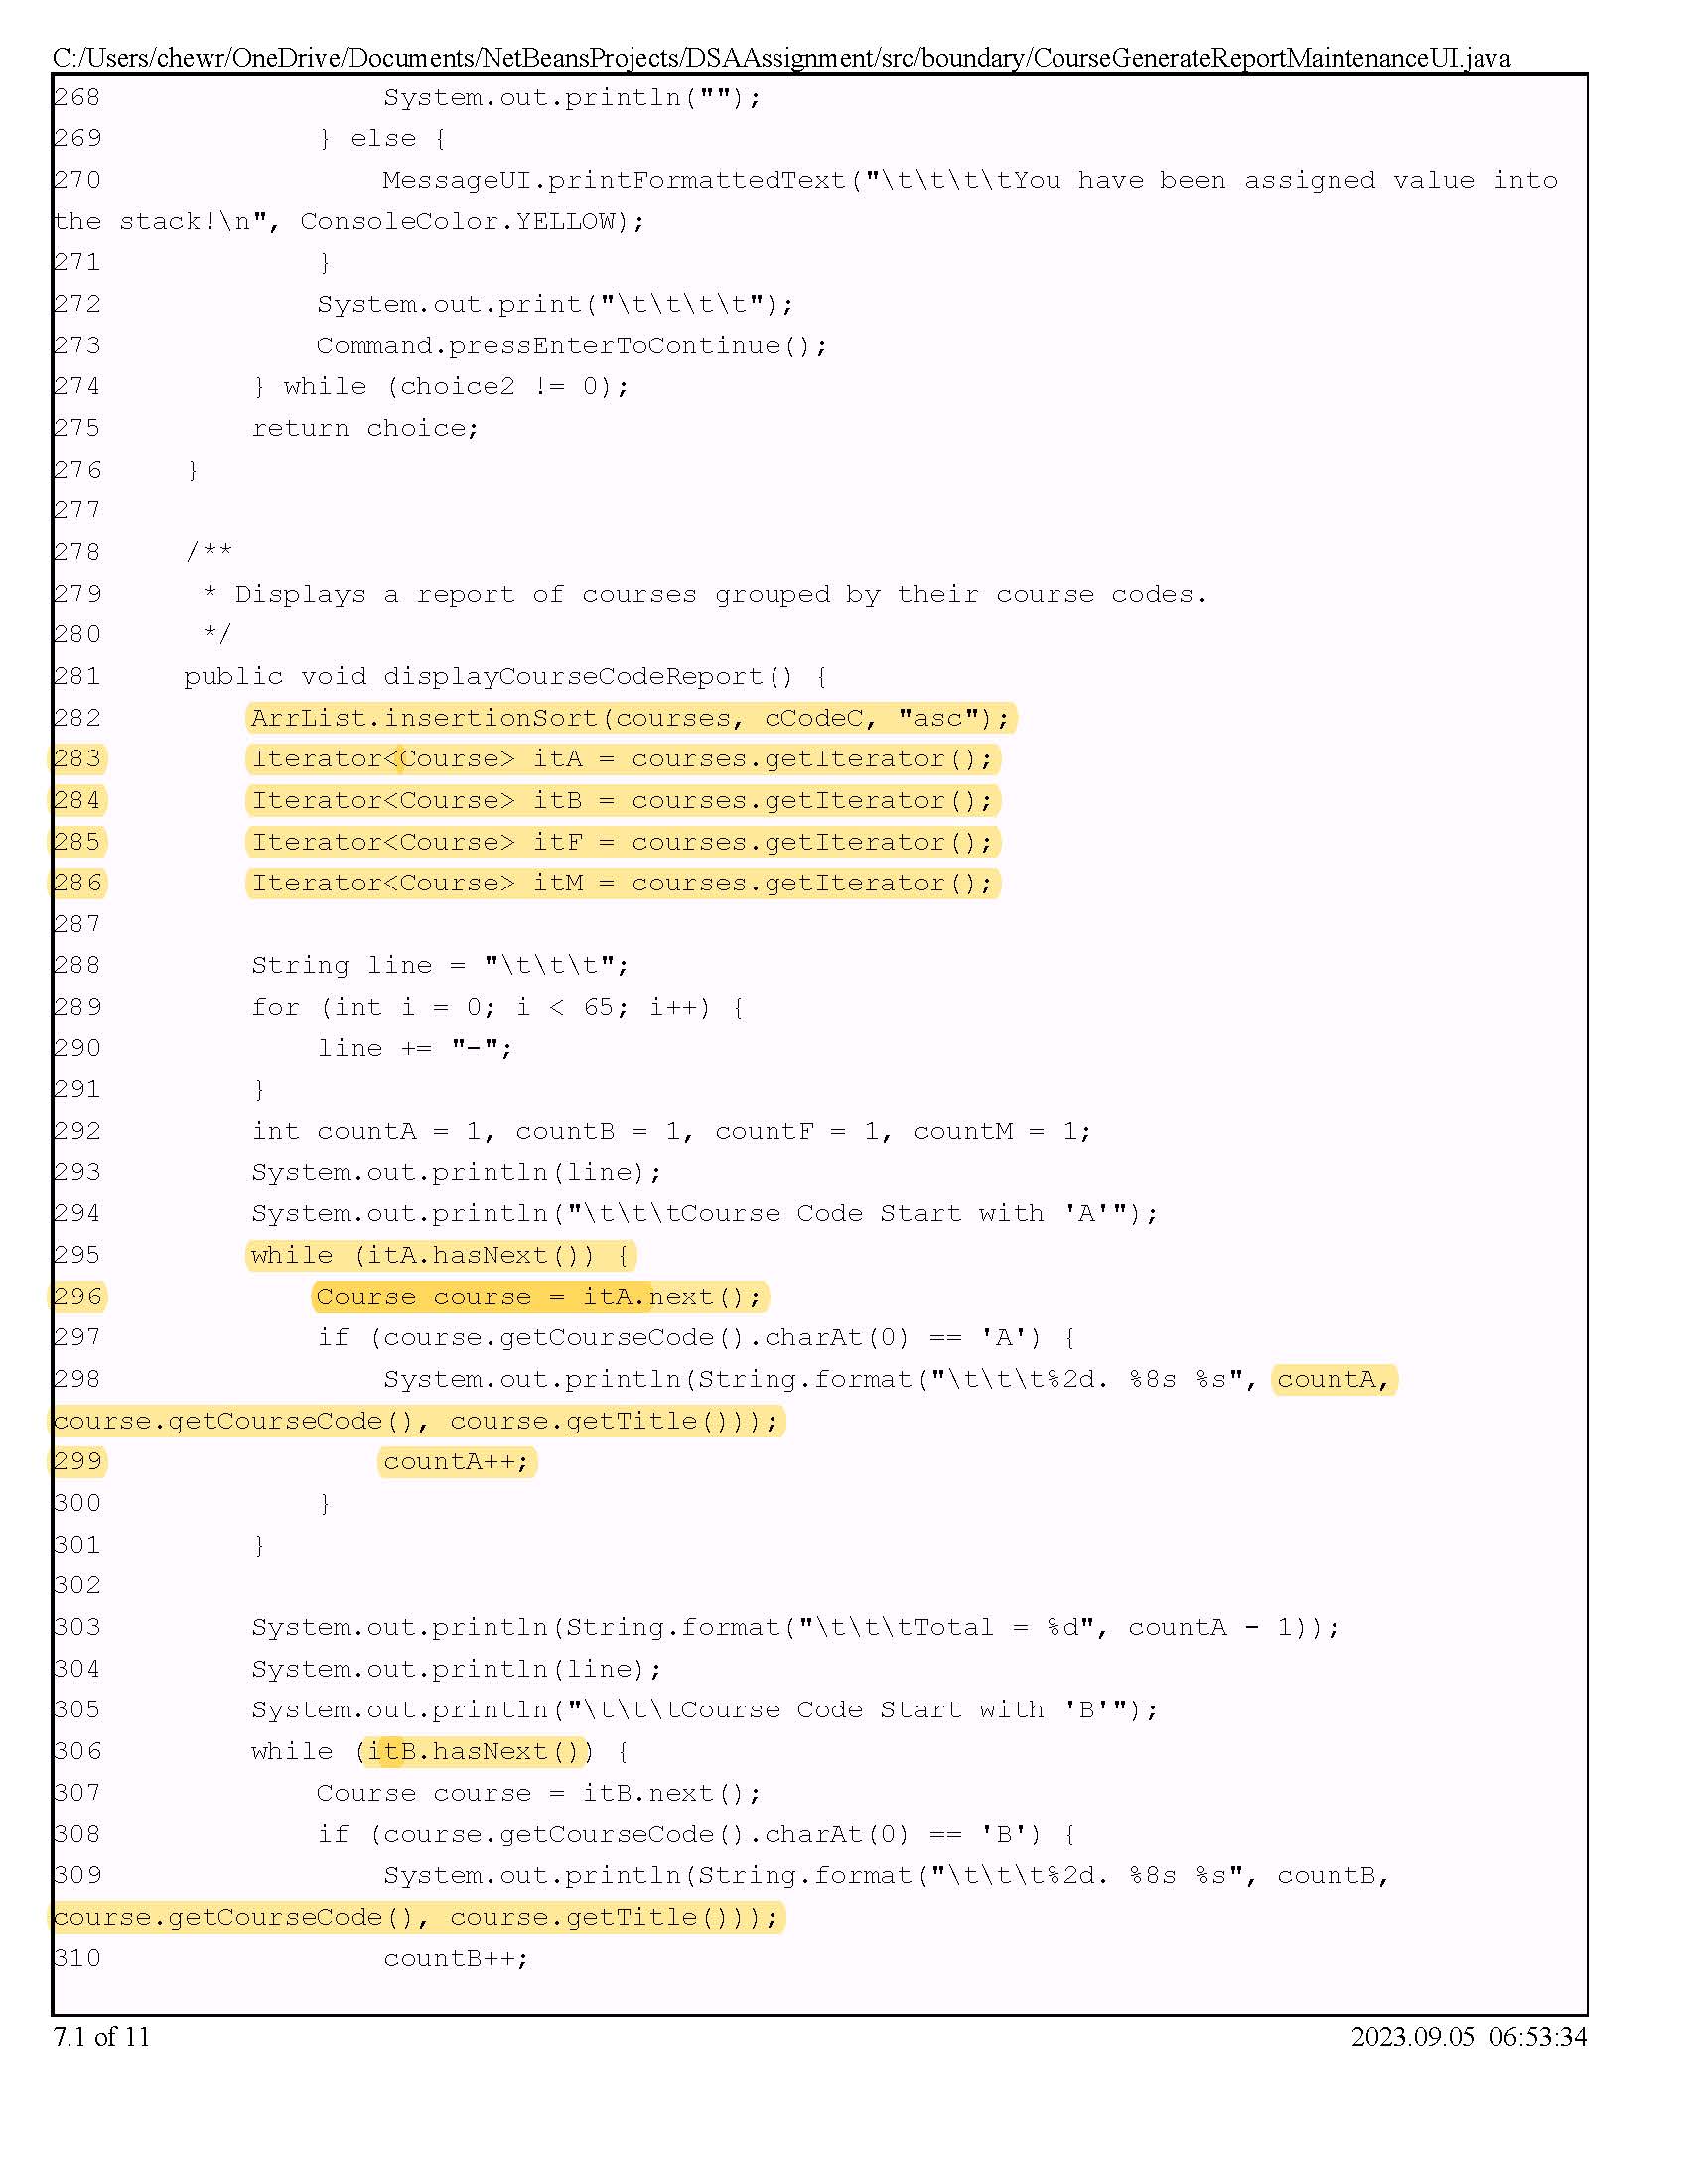 C:/Users/chewr/OneDrive/Documents/NetBeansProjects/DSAAssignment/src/boundary/CourseGenerateReportMaintenanceUI.java
268                 System.out.println("");
269             } else {
270                 MessageUI.printFormattedText("\t\t\t\tYou have been assigned value into
the stack!\n", ConsoleColor.YELLOW);
271             }
272             System.out.print("\t\t\t\t");
273             Command.pressEnterToContinue();
274         } while (choice2 != 0);
275         return choice;
276     }
277
278     /**
279      * Displays a report of courses grouped by their course codes.
280      */
281     public void displayCourseCodeReport() {
282         ArrList.insertionSort(courses, cCodeC, "asc");
283         Iterator<Course> itA = courses.getIterator();
284         Iterator<Course> itB = courses.getIterator();
285         Iterator<Course> itF = courses.getIterator();
286         Iterator<Course> itM = courses.getIterator();
287
288         String line = "\t\t\t";
289         for (int i = 0; i < 65; i++) {
290             line += "-";
291         }
292         int countA = 1, countB = 1, countF = 1, countM = 1;
293         System.out.println(line);
294         System.out.println("\t\t\tCourse Code Start with 'A'");
295         while (itA.hasNext()) {
296             Course course = itA.next();
297             if (course.getCourseCode().charAt(0) == 'A') {
298                 System.out.println(String.format("\t\t\t%2d. %8s %s", countA,
course.getCourseCode(), course.getTitle()));
299                 countA++;
300             }
301         }
302
303         System.out.println(String.format("\t\t\tTotal = %d", countA - 1));
304         System.out.println(line);
305         System.out.println("\t\t\tCourse Code Start with 'B'");
306         while (itB.hasNext()) {
307             Course course = itB.next();
308             if (course.getCourseCode().charAt(0) == 'B') {
309                 System.out.println(String.format("\t\t\t%2d. %8s %s", countB,
course.getCourseCode(), course.getTitle()));
310                 countB++;
7.1 of 11 2023.09.05 06:53:34